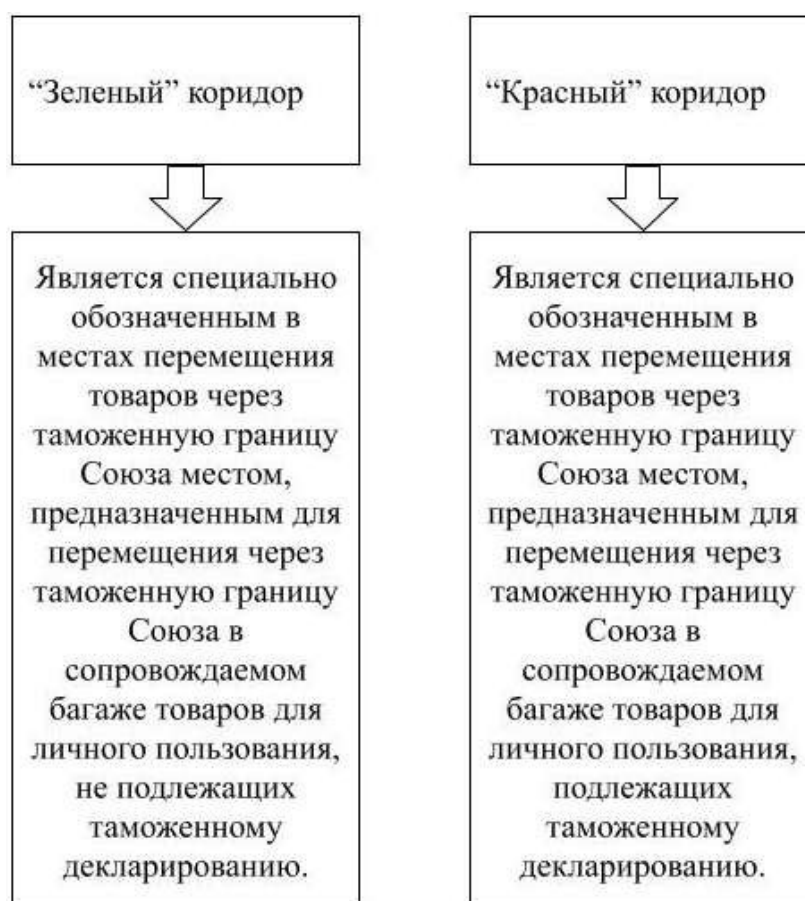 “Зеленый” коридор
“Красный” коридор
Является специально
обозначенным в
местах перемещения
товаров через
таможенную границу
Союза местом,
предназначенным для
перемещения через
таможенную границу
Союза в
сопровождаемом
багаже товаров для
личного пользования,
не подлежащих
таможенному
декларированию.
Является специально
обозначенным в
местах перемещения
товаров через
таможенную границу
Союза местом,
предназначенным для
перемещения через
таможенную границу
Союза в
сопровождаемом
багаже товаров для
личного пользования,
подлежащих
таможенному
декларированию.